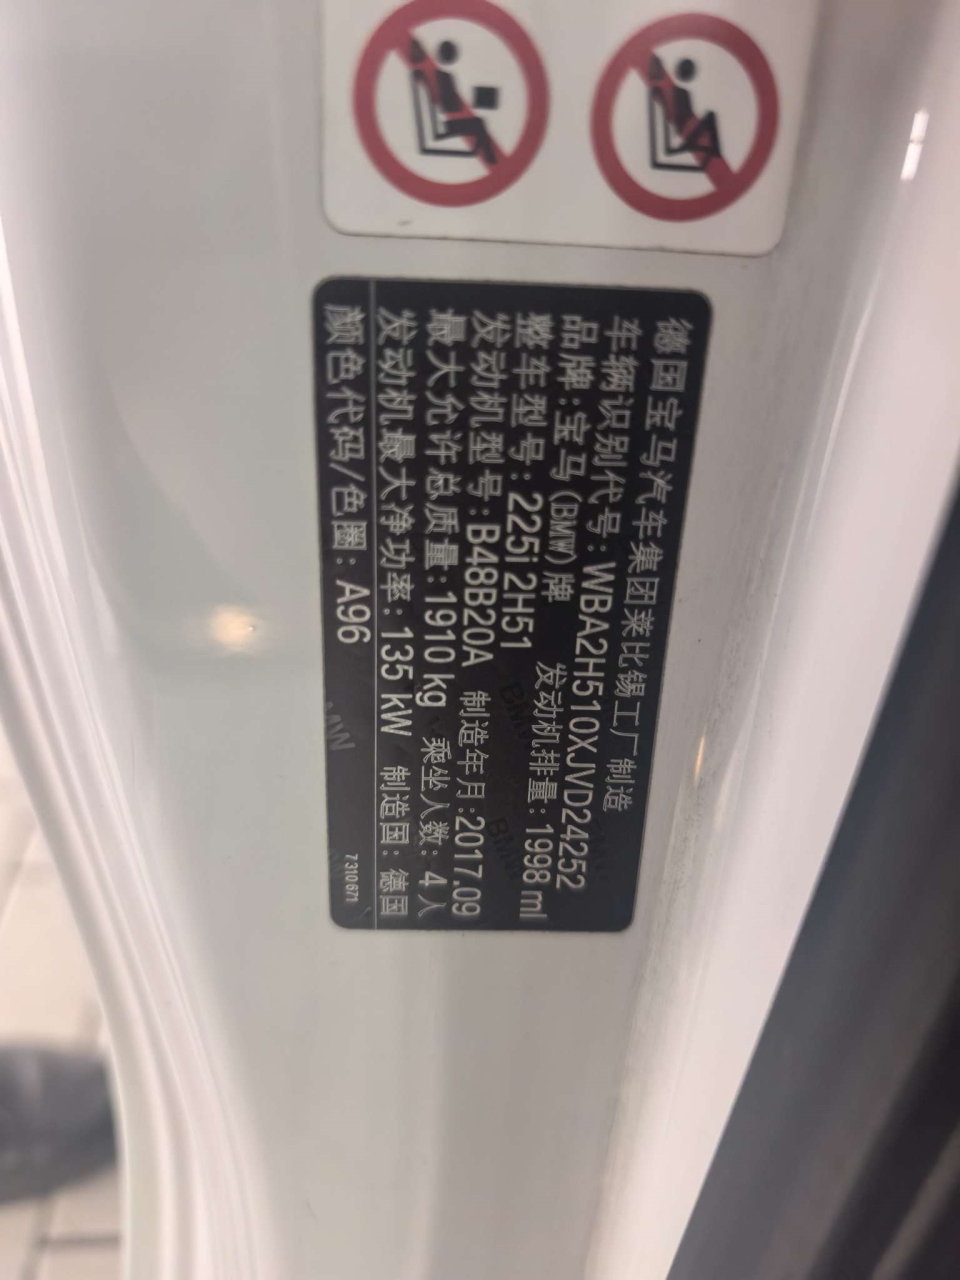 德国宝马汽车集团莱比锡工厂制造
车辆识别代号:WBA2H510XJVD24252
品牌:宝马(BMW)牌 发动机排量:1998 ml
整车型号:225i 2H51
发动机型号:B48B20A 制造年月:2017.09
最大允许总质量:1910 kg 乘坐人数:4人
发动机最大净功率:135 kW 制造国:德国
颜色代码/色圈:A96
7 310 671